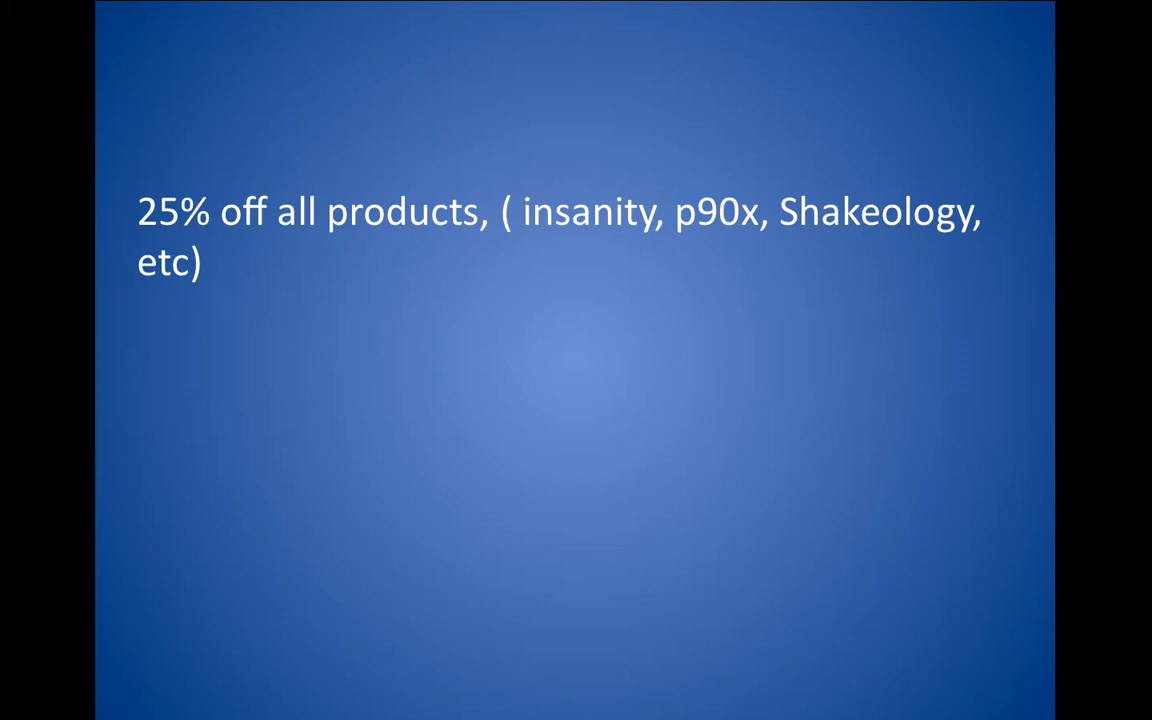 25% off all products, ( insanity, p90x, Shakeology,
etc)